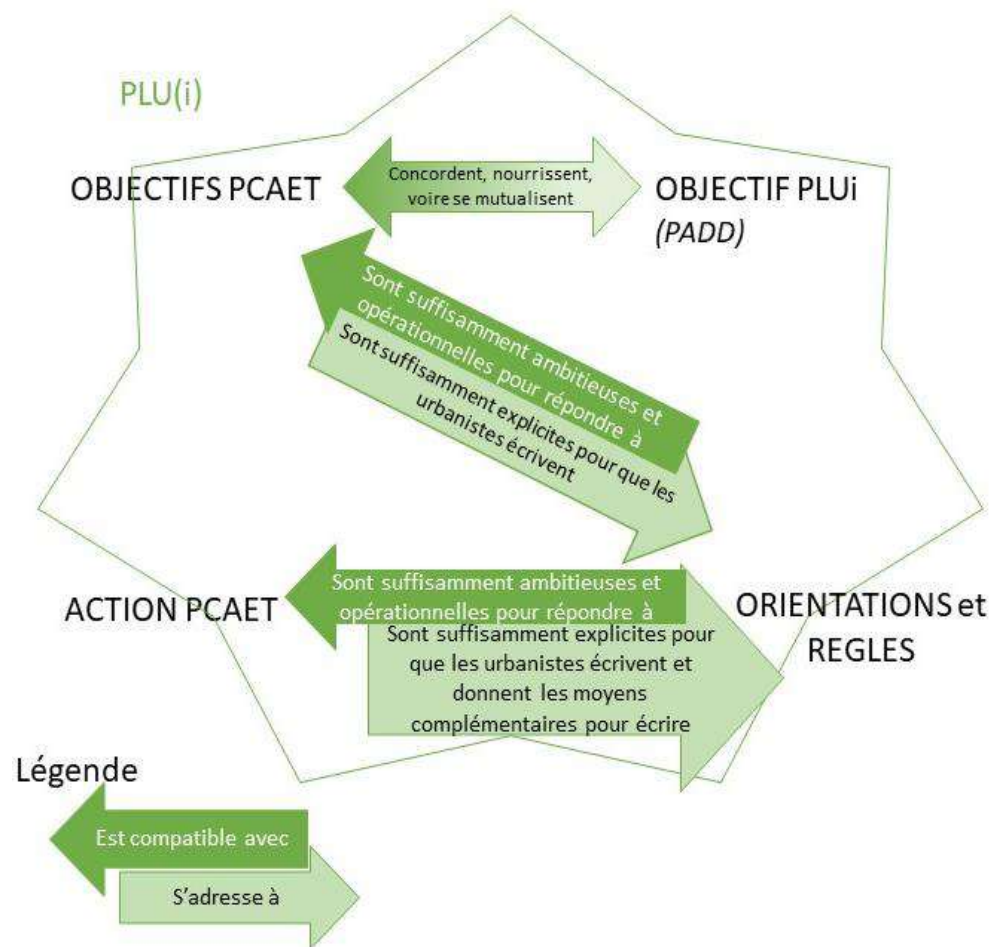 PLU(i)
OBJECTIFS PCAET
Concordent, nourrissent,
voire se mutualisent
OBJECTIF PLUi
(PADD)
Sont suffisamment ambitieuses et
opérationnelles pour répondre à
Sont suffisamment explicites pour que les
urbanistes écrivent
ACTION PCAET
Sont suffisamment ambitieuses et
opérationnelles pour répondre à
Sont suffisamment explicites pour
que les urbanistes écrivent et
donnent les moyens
complémentaires pour écrire
ORIENTATIONS et
REGLES
Légende
Est compatible avec
S'adresse à